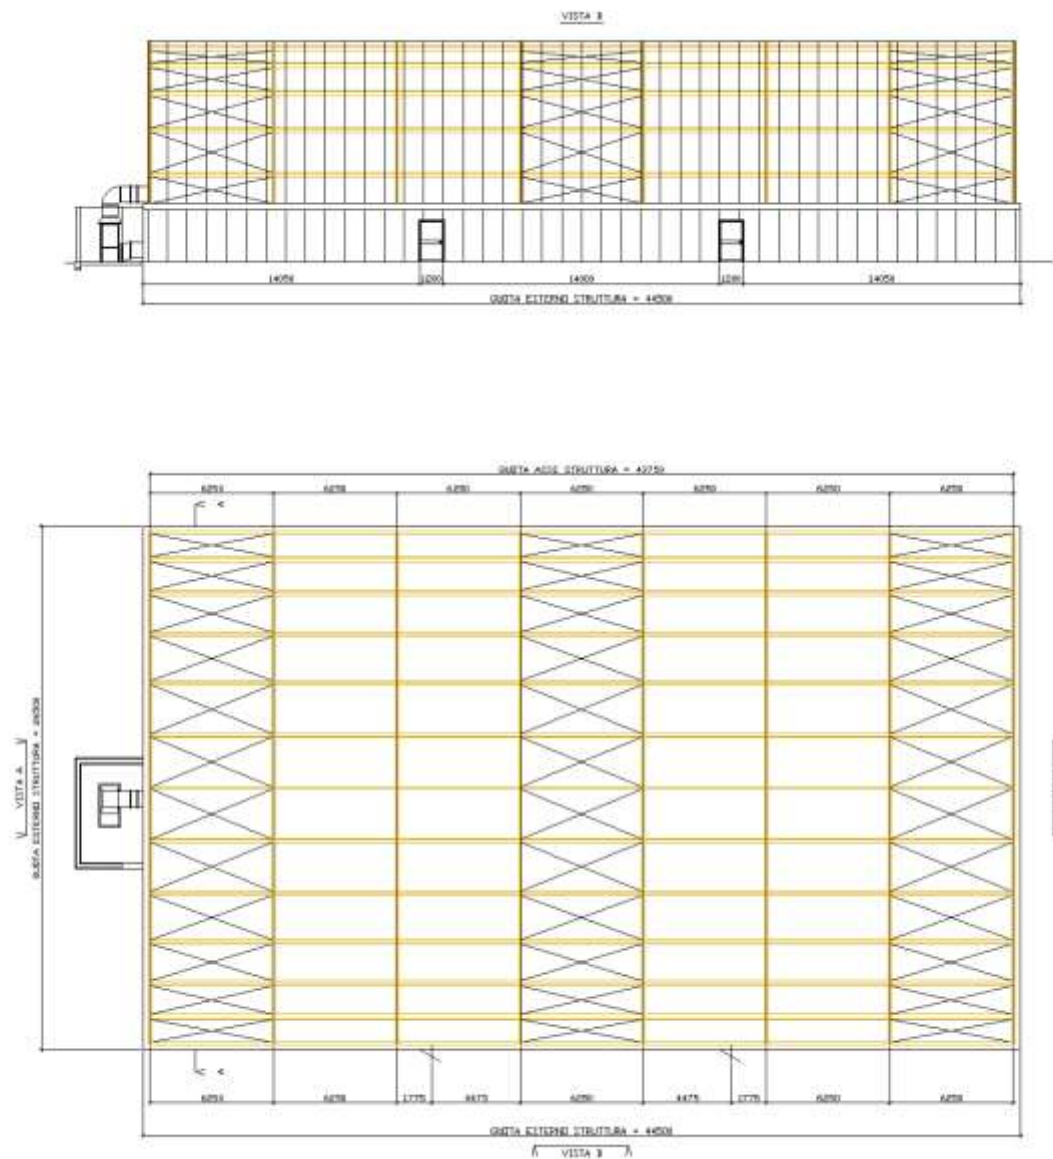 VISTA B
14050 1200 14000 1200 14050
QUOTA ESTERNO STRUTTURA = 44500
QUOTA ASSE STRUTTURA = 43750
6250 6250 6250 6250 6250 6250 6250
QUOTA ESTERNO STRUTTURA = 26500
VISTA A
6250 6250 1775 4475 6250 4475 1775 6250 6250
QUOTA ESTERNO STRUTTURA = 44500
VISTA B